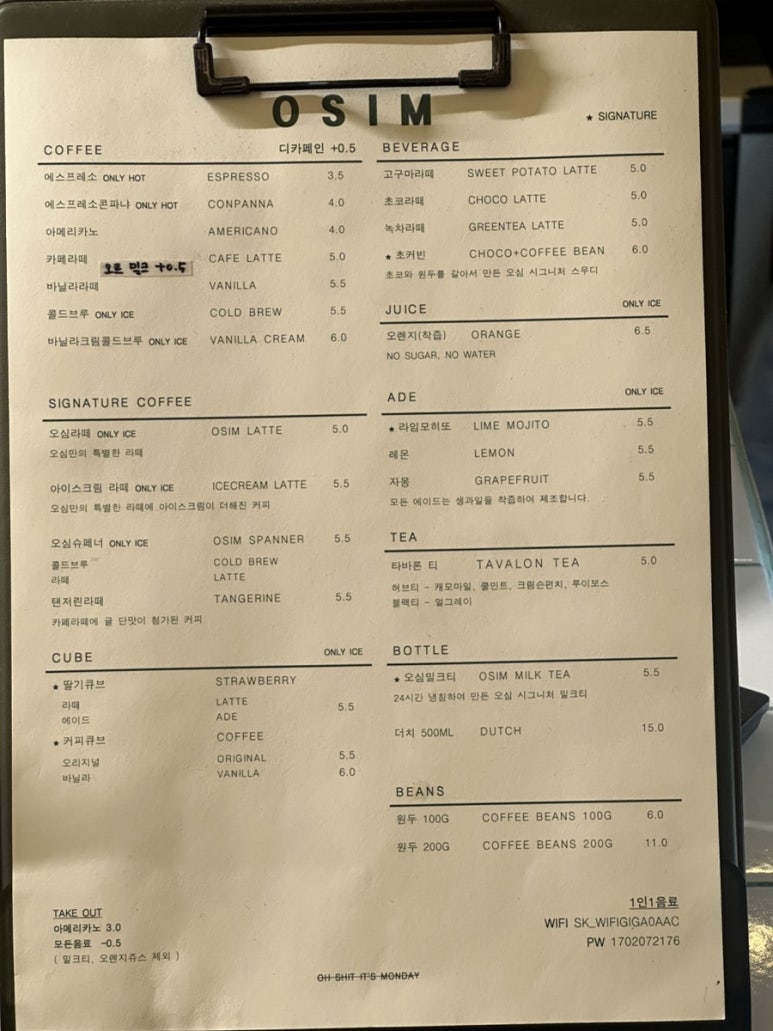 OSIM
★ SIGNATURE
COFFEE 디카페인 +0.5
에스프레소 ONLY HOT ESPRESSO 3.5
에스프레소콘파냐 ONLY HOT CONPANNA 4.0
아메리카노 AMERICANO 4.0
카페라떼 CAFE LATTE 5.0
오트 밀크 +0.5
바닐라라떼 VANILLA 5.5
콜드브루 ONLY ICE COLD BREW 5.5
바닐라크림콜드브루 ONLY ICE VANILLA CREAM 6.0
SIGNATURE COFFEE
오심라떼 ONLY ICE OSIM LATTE 5.0
오심만의 특별한 라떼
아이스크림 라떼 ONLY ICE ICECREAM LATTE 5.5
오심만의 특별한 라떼에 아이스크림이 더해진 커피
오심슈페너 ONLY ICE OSIM SPANNER 5.5
콜드브루 COLD BREW
라떼 LATTE
탠저린라떼 TANGERINE 5.5
카페라떼에 귤 단맛이 첨가된 커피
CUBE ONLY ICE
★ 딸기큐브 STRAWBERRY
라떼 LATTE 5.5
에이드 ADE
★ 커피큐브 COFFEE
오리지널 ORIGINAL 5.5
바닐라 VANILLA 6.0
TAKE OUT
아메리카노 3.0
모든음료 -0.5
( 밀크티, 오렌지쥬스 제외 )
BEVERAGE
고구마라떼 SWEET POTATO LATTE 5.0
초코라떼 CHOCO LATTE 5.0
녹차라떼 GREENTEA LATTE 5.0
★ 초커빈 CHOCO+COFFEE BEAN 6.0
초코와 원두를 갈아서 만든 오심 시그니처 스무디
JUICE ONLY ICE
오렌지(착즙) ORANGE 6.5
NO SUGAR, NO WATER
ADE ONLY ICE
★ 라임모히또 LIME MOJITO 5.5
레몬 LEMON 5.5
자몽 GRAPEFRUIT 5.5
모든 에이드는 생과일을 착즙하여 제조합니다.
TEA
타바론 티 TAVALON TEA 5.0
허브티 - 캐모마일, 쿨민트, 크림슨펀치, 루이보스
블랙티 - 얼그레이
BOTTLE
★ 오심밀크티 OSIM MILK TEA 5.5
24시간 냉침하여 만든 오심 시그니처 밀크티
더치 500ML DUTCH 15.0
BEANS
원두 100G COFFEE BEANS 100G 6.0
원두 200G COFFEE BEANS 200G 11.0
1인1음료
WIFI SK_WIFIGIGA0AAC
PW 1702072176
OH SHIT IT'S MONDAY